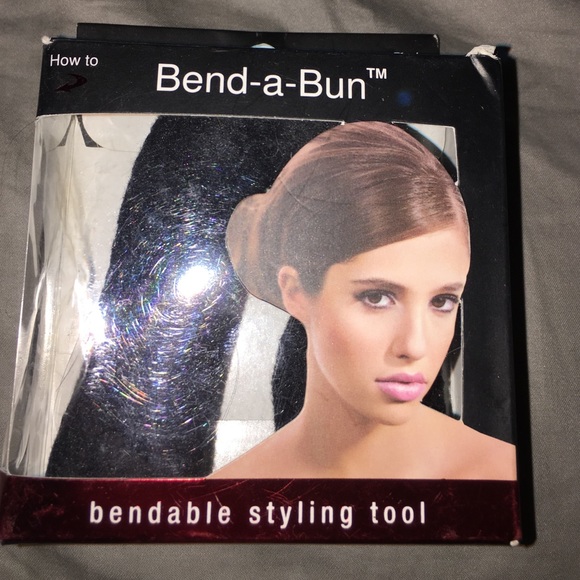 How to
Bend-a-Bun™
bendable styling tool